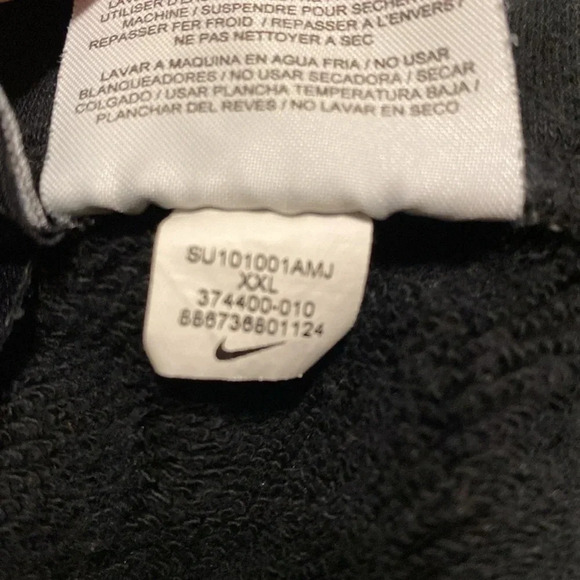 UTILISER
MACHINE / SUSPENDRE POUR SÉCHER
REPASSER FER FROID / REPASSER A L'ENVERS /
NE PAS NETTOYER A SEC
LAVAR A MAQUINA EN AGUA FRIA / NO USAR
BLANQUEADORES / NO USAR SECADORA / SECAR
COLGADO / USAR PLANCHA TEMPERATURA BAJA /
PLANCHAR DEL REVES / NO LAVAR EN SECO
SU101001AMJ
XXL
374400-010
886736801124